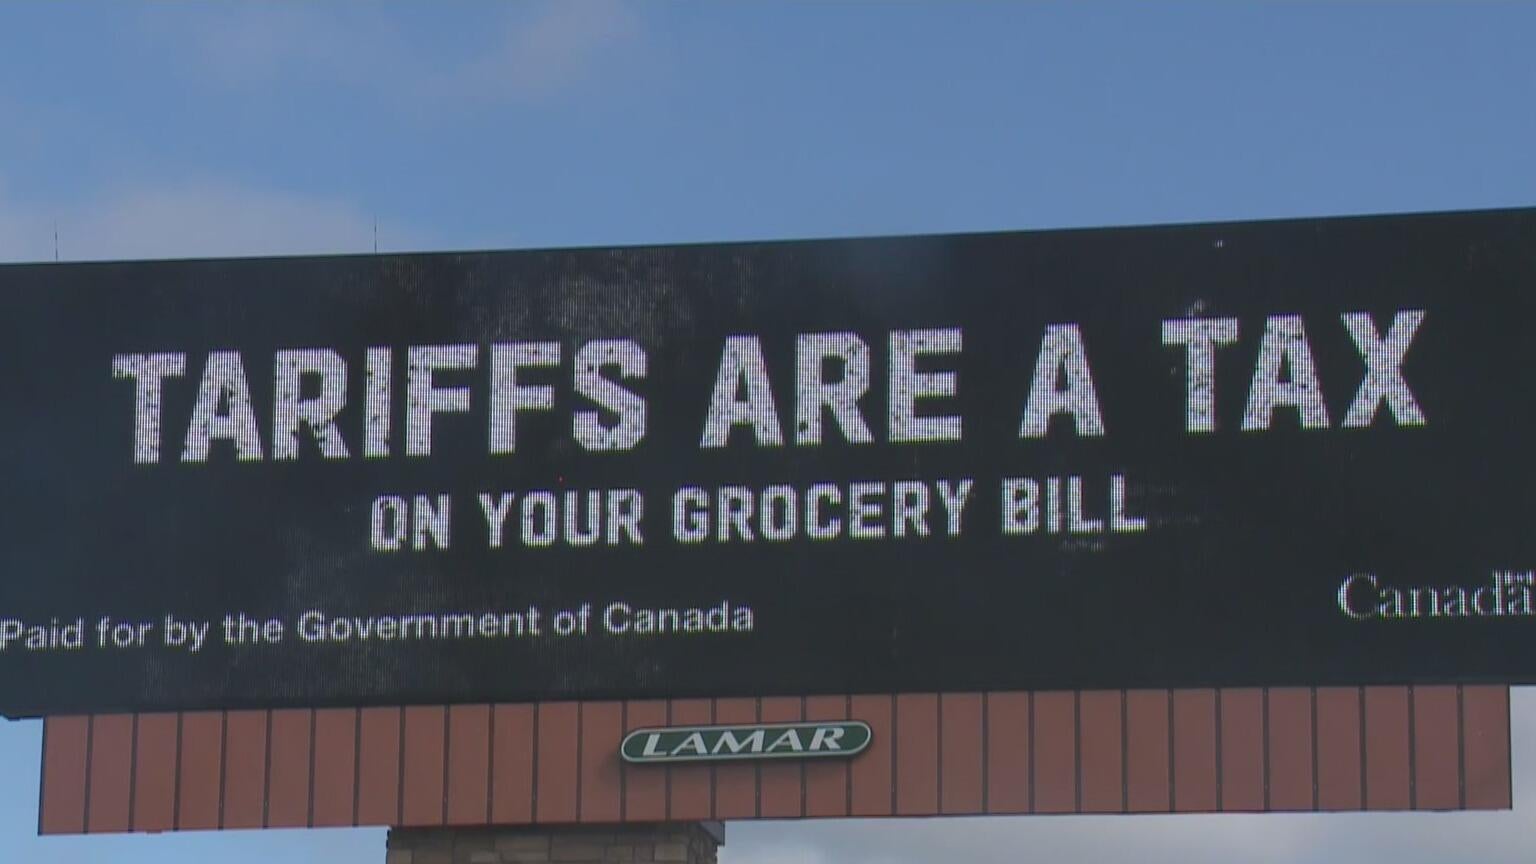 TARIFFS ARE A TAX
ON YOUR GROCERY BILL
Paid for by the Government of Canada
Canada
LAMAR